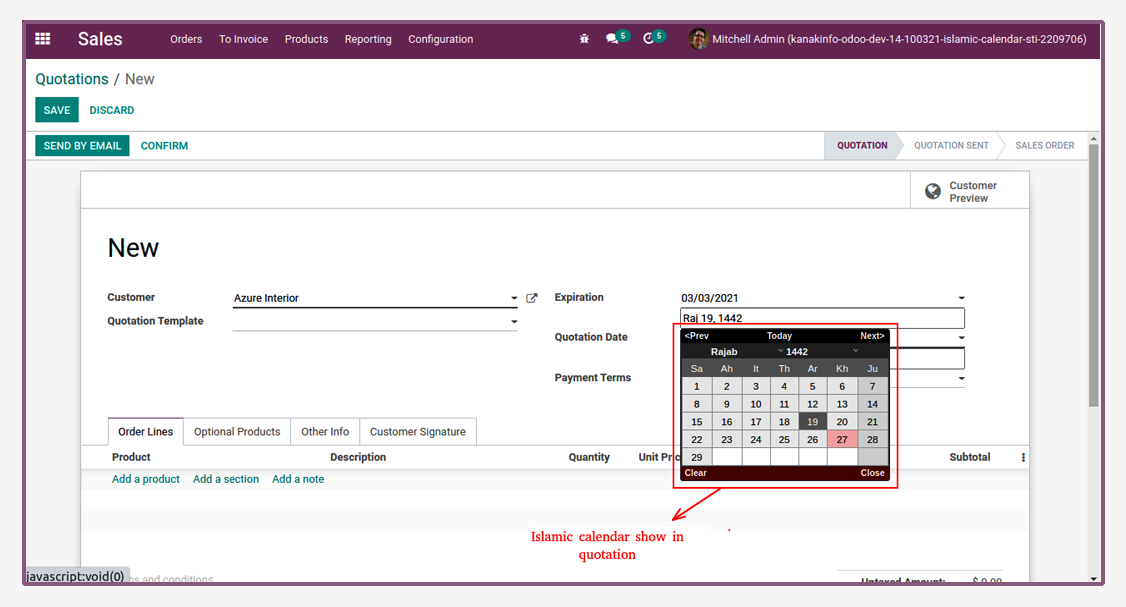 Sales Orders To Invoice Products Reporting Configuration 5 5 Mitchell Admin (kanakinfo-odoo-dev-14-100321-islamic-calendar-sti-2209706)
Quotations / New
SAVE DISCARD
SEND BY EMAIL CONFIRM QUOTATION QUOTATION SENT SALES ORDER
Customer
Preview
New
Customer Azure Interior Expiration 03/03/2021
Quotation Template Raj 19, 1442
Quotation Date
Payment Terms
<Prev Today Next>
Rajab 1442
Sa Ah It Th Ar Kh Ju
1 2 3 4 5 6 7
8 9 10 11 12 13 14
15 16 17 18 19 20 21
22 23 24 25 26 27 28
29
Clear Close
Order Lines Optional Products Other Info Customer Signature
Product Description Quantity Unit Pric Subtotal
Add a product Add a section Add a note
Islamic calendar show in
quotation
javascript:void(0) ns and conditions
Untaxed Amount: $ 0.00